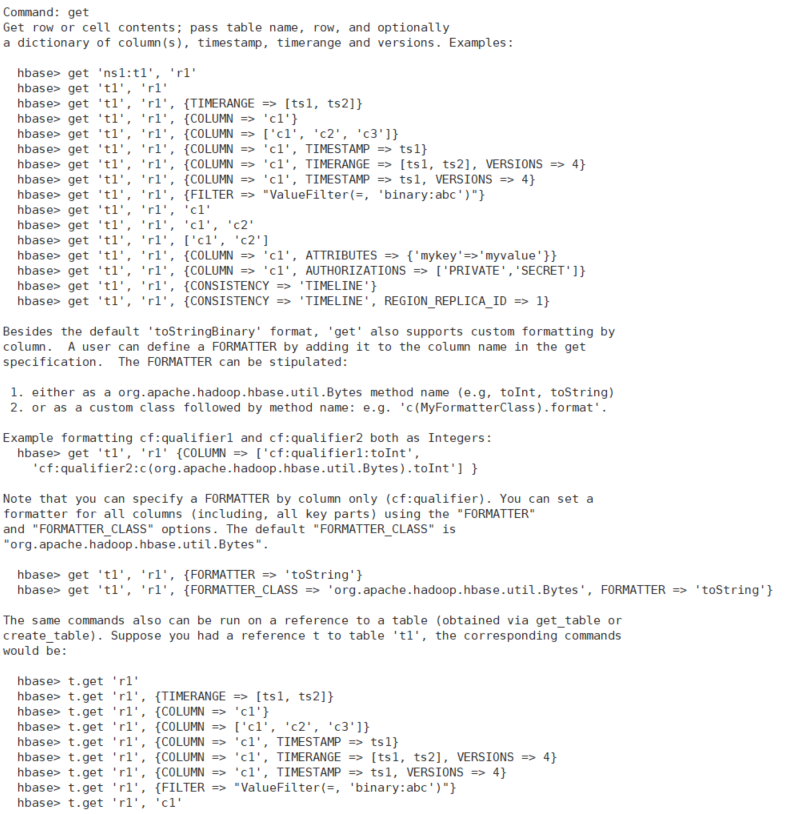 Command: get
Get row or cell contents; pass table name, row, and optionally
a dictionary of column(s), timestamp, timerange and versions. Examples:

  hbase> get 'ns1:t1', 'r1'
  hbase> get 't1', 'r1'
  hbase> get 't1', 'r1', {TIMERANGE => [ts1, ts2]}
  hbase> get 't1', 'r1', {COLUMN => 'c1'}
  hbase> get 't1', 'r1', {COLUMN => ['c1', 'c2', 'c3']}
  hbase> get 't1', 'r1', {COLUMN => 'c1', TIMESTAMP => ts1}
  hbase> get 't1', 'r1', {COLUMN => 'c1', TIMERANGE => [ts1, ts2], VERSIONS => 4}
  hbase> get 't1', 'r1', {COLUMN => 'c1', TIMESTAMP => ts1, VERSIONS => 4}
  hbase> get 't1', 'r1', {FILTER => "ValueFilter(=, 'binary:abc')"}
  hbase> get 't1', 'r1', 'c1'
  hbase> get 't1', 'r1', 'c1', 'c2'
  hbase> get 't1', 'r1', ['c1', 'c2']
  hbase> get 't1', 'r1', {COLUMN => 'c1', ATTRIBUTES => {'mykey'=>'myvalue'}}
  hbase> get 't1', 'r1', {COLUMN => 'c1', AUTHORIZATIONS => ['PRIVATE','SECRET']}
  hbase> get 't1', 'r1', {CONSISTENCY => 'TIMELINE'}
  hbase> get 't1', 'r1', {CONSISTENCY => 'TIMELINE', REGION_REPLICA_ID => 1}

Besides the default 'toStringBinary' format, 'get' also supports custom formatting by
column.  A user can define a FORMATTER by adding it to the column name in the get
specification.  The FORMATTER can be stipulated:

 1. either as a org.apache.hadoop.hbase.util.Bytes method name (e.g, toInt, toString)
 2. or as a custom class followed by method name: e.g. 'c(MyFormatterClass).format'.

Example formatting cf:qualifier1 and cf:qualifier2 both as Integers:
  hbase> get 't1', 'r1' {COLUMN => ['cf:qualifier1:toInt',
    'cf:qualifier2:c(org.apache.hadoop.hbase.util.Bytes).toInt'] }

Note that you can specify a FORMATTER by column only (cf:qualifier). You can set a
formatter for all columns (including, all key parts) using the "FORMATTER"
and "FORMATTER_CLASS" options. The default "FORMATTER_CLASS" is
"org.apache.hadoop.hbase.util.Bytes".

  hbase> get 't1', 'r1', {FORMATTER => 'toString'}
  hbase> get 't1', 'r1', {FORMATTER_CLASS => 'org.apache.hadoop.hbase.util.Bytes', FORMATTER => 'toString'}

The same commands also can be run on a reference to a table (obtained via get_table or
create_table). Suppose you had a reference t to table 't1', the corresponding commands
would be:

  hbase> t.get 'r1'
  hbase> t.get 'r1', {TIMERANGE => [ts1, ts2]}
  hbase> t.get 'r1', {COLUMN => 'c1'}
  hbase> t.get 'r1', {COLUMN => ['c1', 'c2', 'c3']}
  hbase> t.get 'r1', {COLUMN => 'c1', TIMESTAMP => ts1}
  hbase> t.get 'r1', {COLUMN => 'c1', TIMERANGE => [ts1, ts2], VERSIONS => 4}
  hbase> t.get 'r1', {COLUMN => 'c1', TIMESTAMP => ts1, VERSIONS => 4}
  hbase> t.get 'r1', {FILTER => "ValueFilter(=, 'binary:abc')"}
  hbase> t.get 'r1', 'c1'